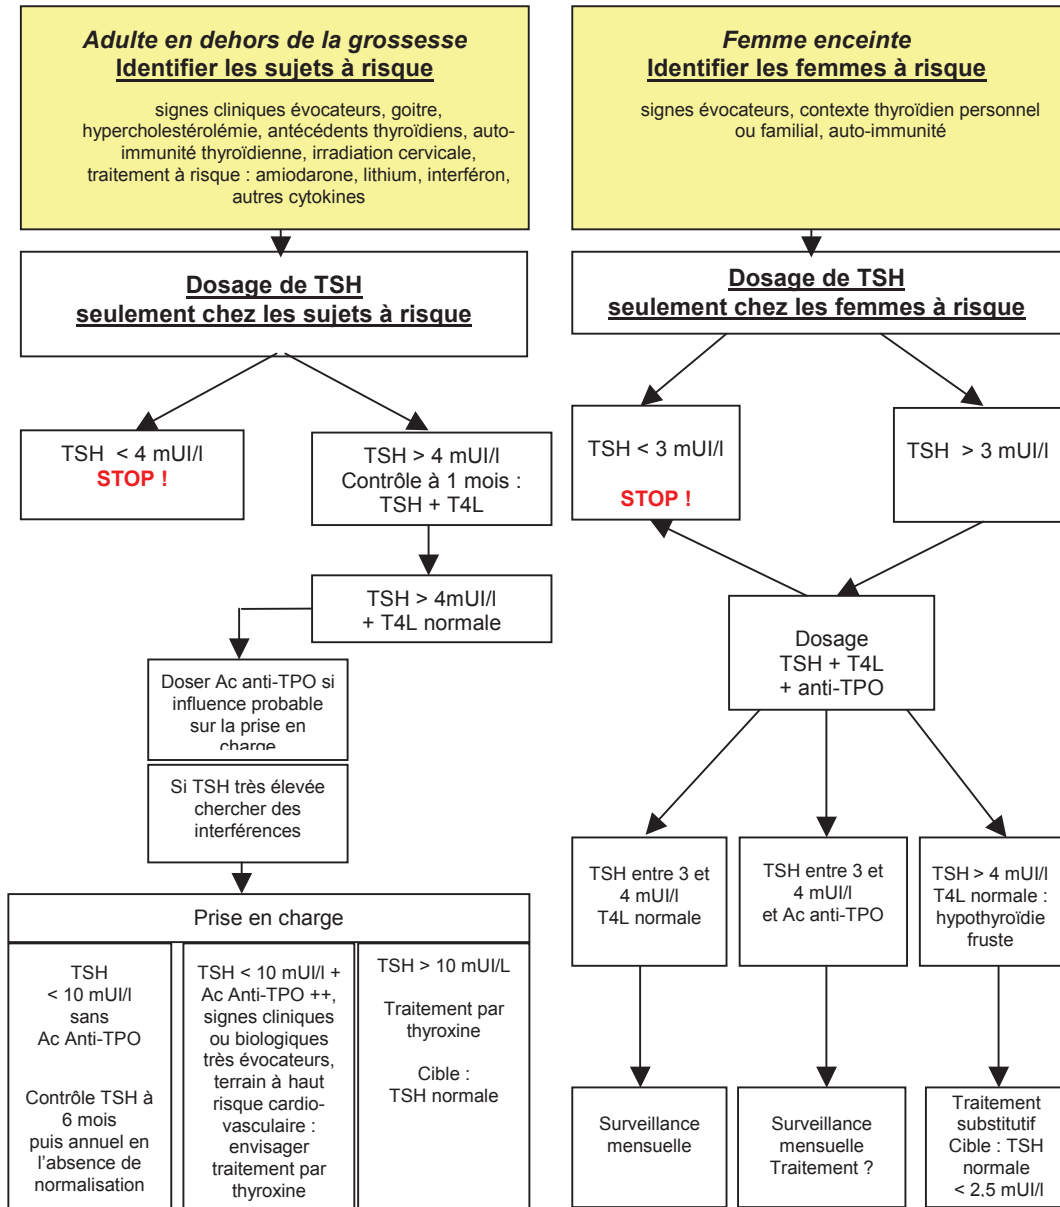 Adulte en dehors de la grossesse
Identifier les sujets à risque
signes cliniques évocateurs, goitre,
hypercholestérolémie, antécédents thyroïdiens, auto-
immunité thyroïdienne, irradiation cervicale,
traitement à risque : amiodarone, lithium, interféron,
autres cytokines
Dosage de TSH
seulement chez les sujets à risque
TSH < 4 mUI/l
STOP !
TSH > 4 mUI/l
Contrôle à 1 mois :
TSH + T4L
TSH > 4mUI/l
+ T4L normale
Doser Ac anti-TPO si
influence probable
sur la prise en
charge
Si TSH très élevée
chercher des
interférences
Prise en charge
TSH
< 10 mUI/l
sans
Ac Anti-TPO
Contrôle TSH à
6 mois
puis annuel en
l'absence de
normalisation
TSH < 10 mUI/l +
Ac Anti-TPO ++,
signes cliniques
ou biologiques
très évocateurs,
terrain à haut
risque cardio-
vasculaire :
envisager
traitement par
thyroxine
TSH > 10 mUI/L
Traitement par
thyroxine
Cible :
TSH normale
Femme enceinte
Identifier les femmes à risque
signes évocateurs, contexte thyroïdien personnel
ou familial, auto-immunité
Dosage de TSH
seulement chez les femmes à risque
TSH < 3 mUI/l
STOP !
TSH > 3 mUI/l
Dosage
TSH + T4L
+ anti-TPO
TSH entre 3 et
4 mUI/l
T4L normale
TSH entre 3 et
4 mUI/l
et Ac anti-TPO
TSH > 4 mUI/l
T4L normale :
hypothyroïdie
fruste
Surveillance
mensuelle
Surveillance
mensuelle
Traitement ?
Traitement
substitutif
Cible : TSH
normale
< 2,5 mUI/l